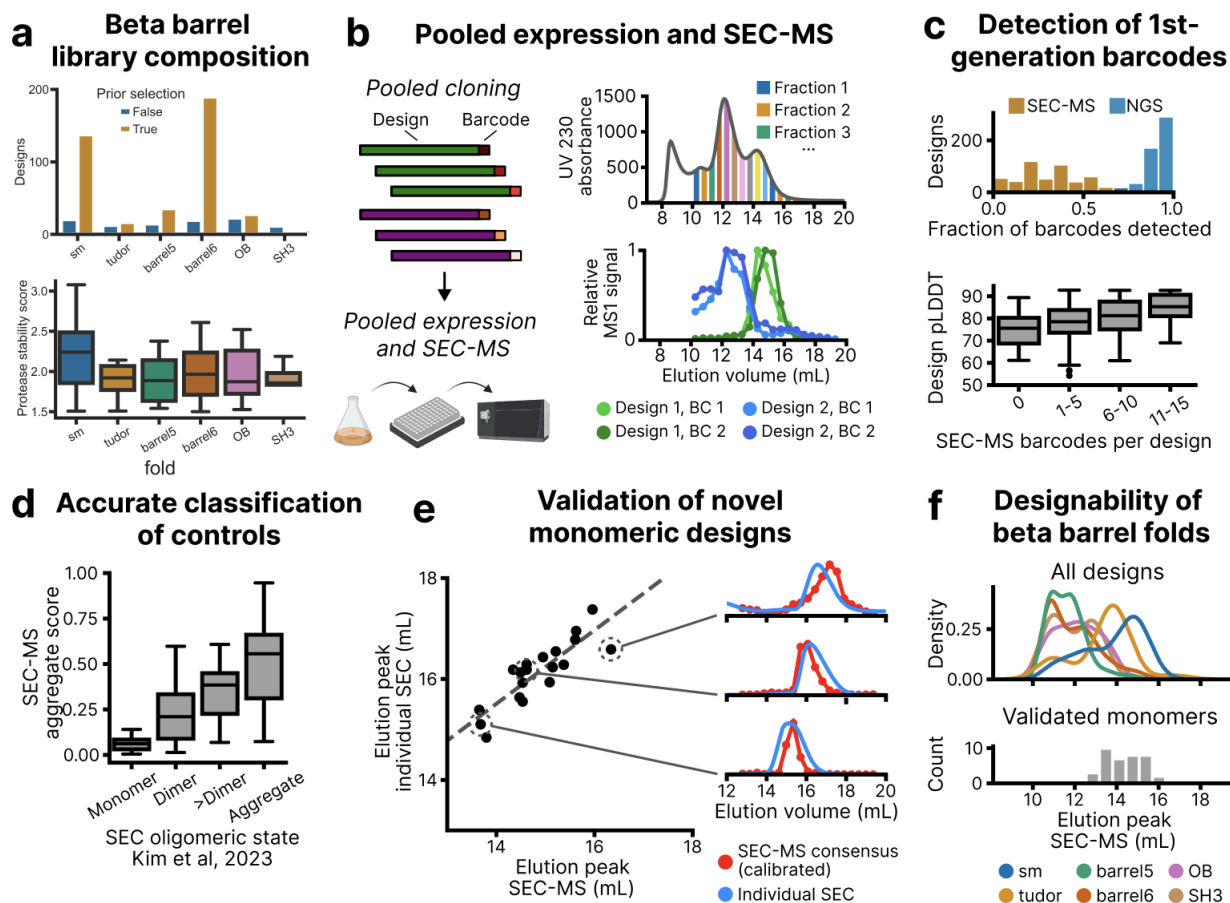 a
Beta barrel
library composition
200
100
0
Designs
Prior selection
False
True
sm
tudor
barrel5
barrel6
OB
SH3
3.0
2.5
2.0
1.5
Protease stability score
sm
tudor
barrel5
barrel6
OB
SH3
fold
b
Pooled expression and SEC-MS
Pooled cloning
Design
Barcode
Pooled expression
and SEC-MS
1500
1000
500
0
UV 230
absorbance
Fraction 1
Fraction 2
Fraction 3
...
8 10 12 14 16 18 20
1
0
Relative
MS1 signal
8 10 12 14 16 18 20
Elution volume (mL)
Design 1, BC 1
Design 2, BC 1
Design 1, BC 2
Design 2, BC 2
c
Detection of 1st-
generation barcodes
SEC-MS
NGS
200
0
Designs
0.0 0.5 1.0
Fraction of barcodes detected
90
80
70
60
50
Design pLDDT
0
1-5
6-10
11-15
SEC-MS barcodes per design
d
Accurate classification
of controls
1.00
0.75
0.50
0.25
0.00
SEC-MS
aggregate score
Monomer
Dimer
>Dimer
Aggregate
SEC oligomeric state
Kim et al, 2023
e
Validation of novel
monomeric designs
18
16
14
Elution peak
individual SEC (mL)
14 16 18
Elution peak
SEC-MS (mL)
12 14 16 18 20
Elution volume (mL)
SEC-MS consensus
(calibrated)
Individual SEC
f
Designability of
beta barrel folds
All designs
0.25
0.00
Density
Validated monomers
10
0
Count
10 12 14 16 18
Elution peak
SEC-MS (mL)
sm
barrel5
OB
tudor
barrel6
SH3